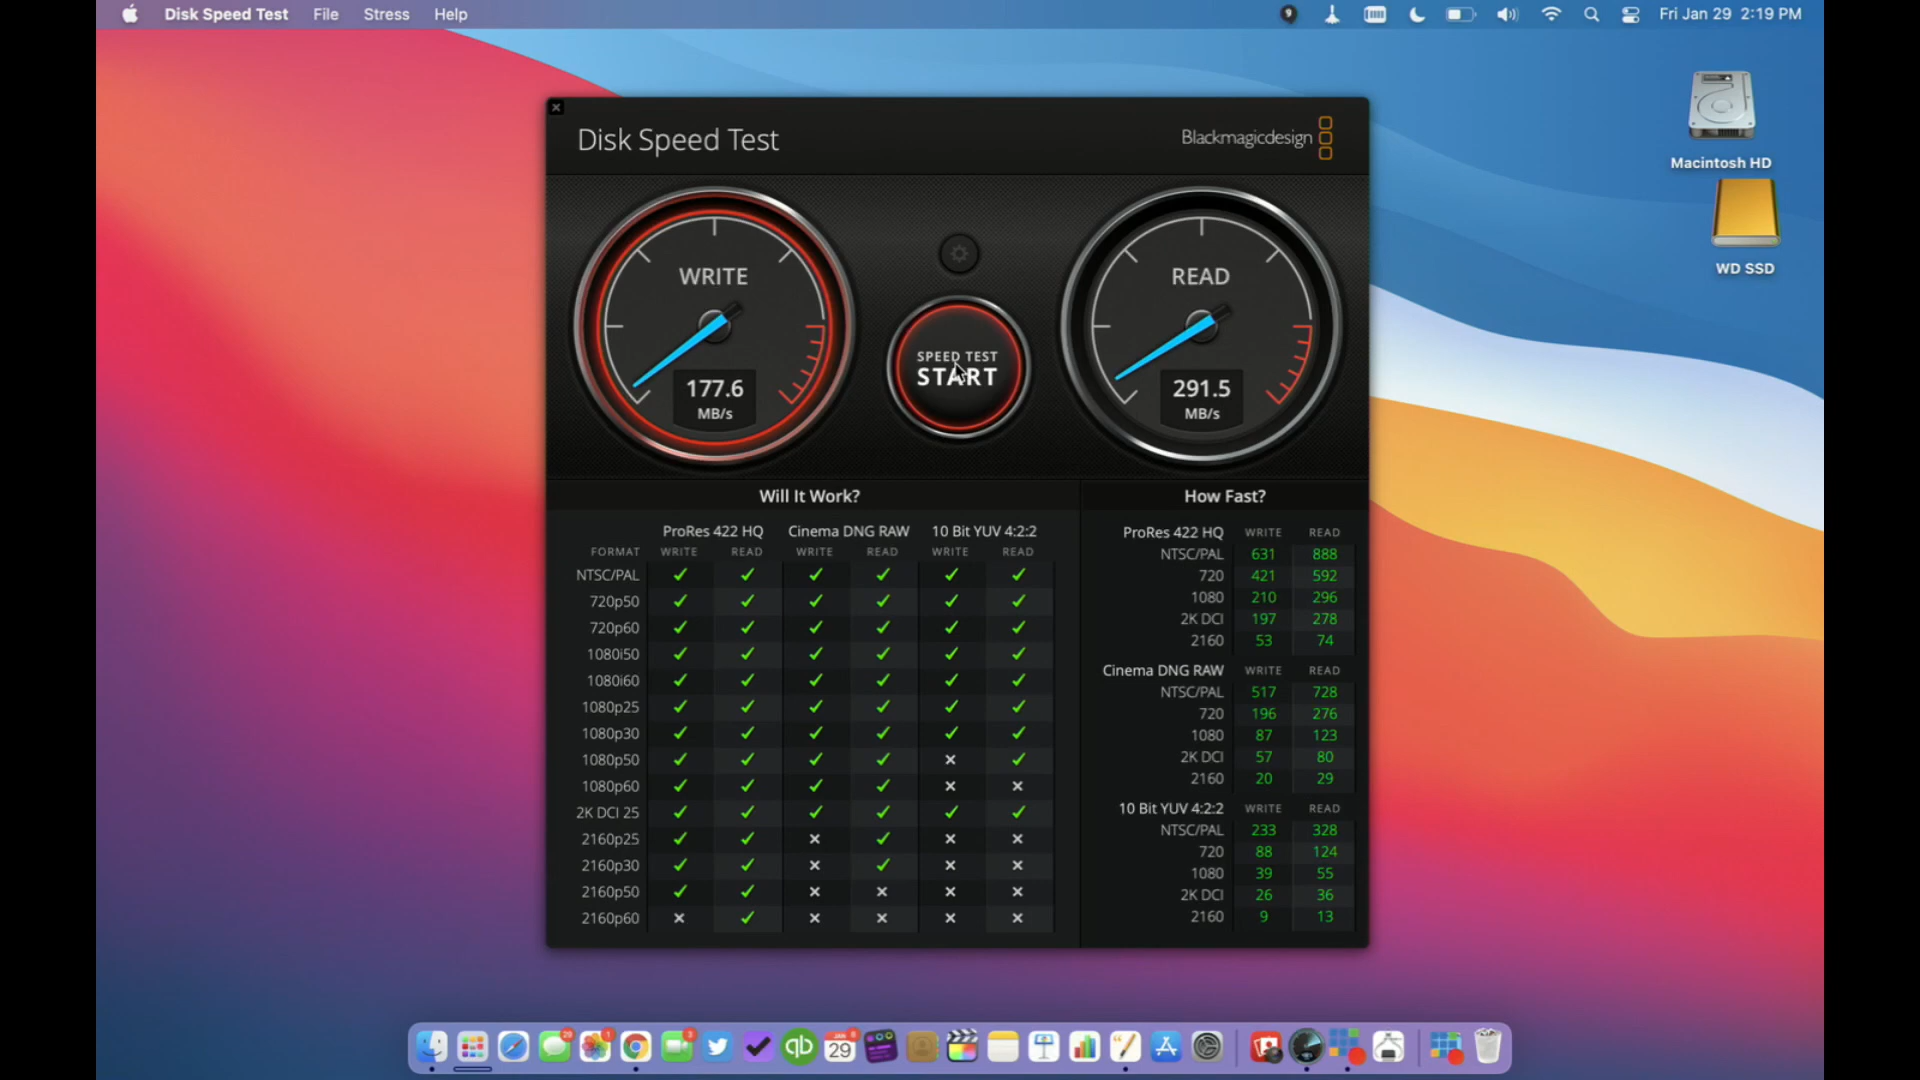 Disk Speed Test File Stress Help
9
Fri Jan 29 2:19 PM
Macintosh HD
WD SSD
Disk Speed Test
Blackmagicdesign
WRITE
177.6
MB/s
SPEED TEST
START
READ
291.5
MB/s
Will It Work?
ProRes 422 HQ Cinema DNG RAW 10 Bit YUV 4:2:2
FORMAT WRITE READ WRITE READ WRITE READ
NTSC/PAL ✓ ✓ ✓ ✓ ✓ ✓
720p50 ✓ ✓ ✓ ✓ ✓ ✓
720p60 ✓ ✓ ✓ ✓ ✓ ✓
1080i50 ✓ ✓ ✓ ✓ ✓ ✓
1080i60 ✓ ✓ ✓ ✓ ✓ ✓
1080p25 ✓ ✓ ✓ ✓ ✓ ✓
1080p30 ✓ ✓ ✓ ✓ ✓ ✓
1080p50 ✓ ✓ ✓ ✓ × ✓
1080p60 ✓ ✓ ✓ ✓ × ×
2K DCI 25 ✓ ✓ ✓ ✓ ✓ ✓
2160p25 ✓ ✓ × ✓ × ×
2160p30 ✓ ✓ × ✓ × ×
2160p50 ✓ ✓ × × × ×
2160p60 × ✓ × × × ×
How Fast?
ProRes 422 HQ WRITE READ
NTSC/PAL 631 888
720 421 592
1080 210 296
2K DCI 197 278
2160 53 74
Cinema DNG RAW WRITE READ
NTSC/PAL 517 728
720 196 276
1080 87 123
2K DCI 57 80
2160 20 29
10 Bit YUV 4:2:2 WRITE READ
NTSC/PAL 233 328
720 88 124
1080 39 55
2K DCI 26 36
2160 9 13
qb
JAN
29